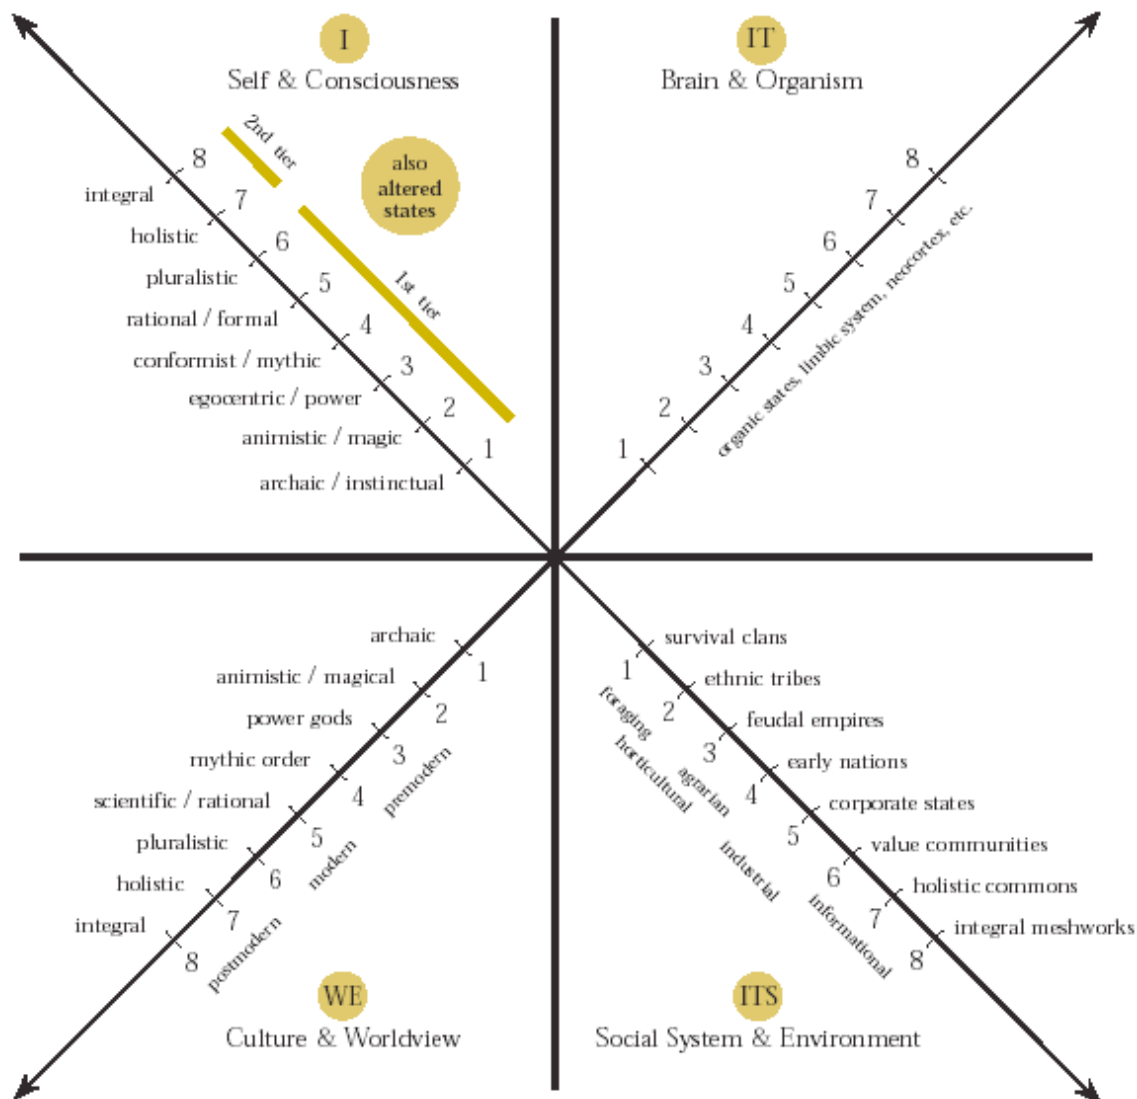 I
Self & Consciousness
2nd tier
also
altered
states
1st tier
8
integral
7
holistic
6
pluralistic
5
rational / formal
4
conformist / mythic
3
egocentric / power
2
animistic / magic
1
archaic / instinctual
IT
Brain & Organism
8
7
6
5
4
3
2
1
organic states, limbic system, neocortex, etc.
archaic
1
animistic / magical
2
power gods
3
mythic order
4
premodern
scientific / rational
5
modern
pluralistic
6
holistic
7
postmodern
integral
8
WE
Culture & Worldview
survival clans
1
foraging
ethnic tribes
2
horticultural
feudal empires
3
agrarian
early nations
4
corporate states
5
industrial
value communities
6
informational
holistic commons
7
integral meshworks
8
ITS
Social System & Environment